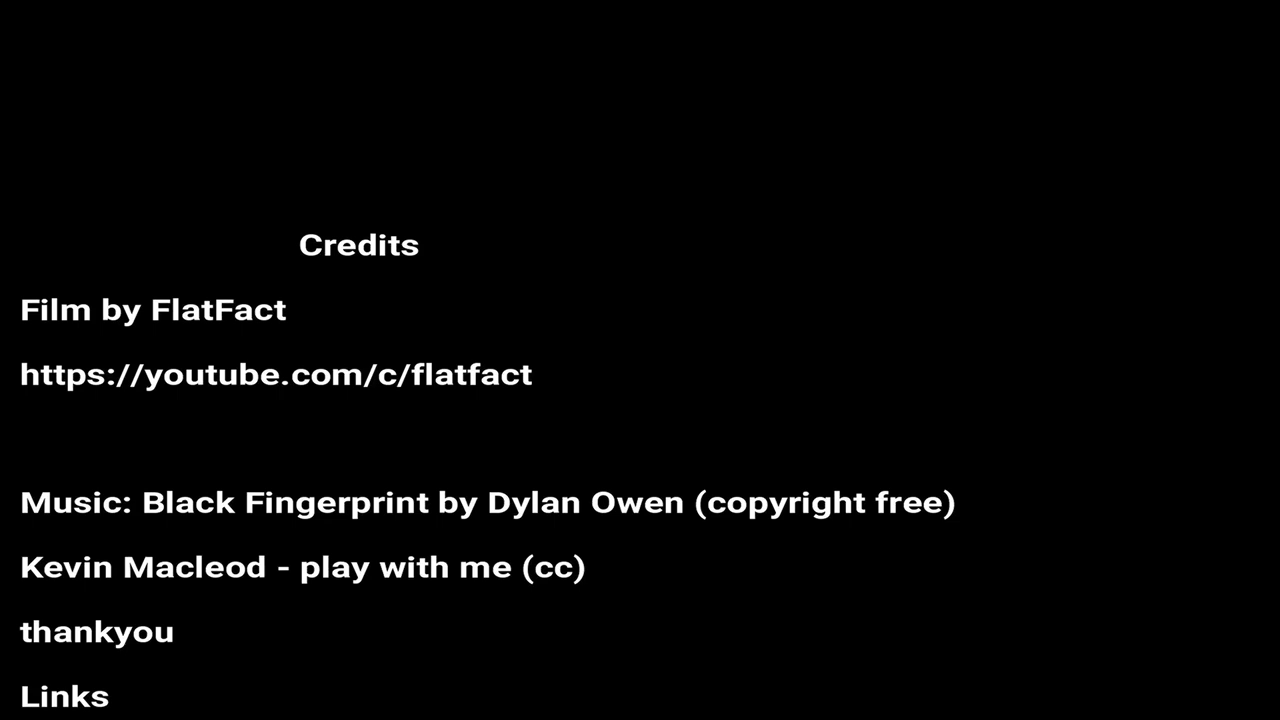 Credits
Film by FlatFact
https://youtube.com/c/flatfact
Music: Black Fingerprint by Dylan Owen (copyright free)
Kevin Macleod - play with me (cc)
thankyou
Links